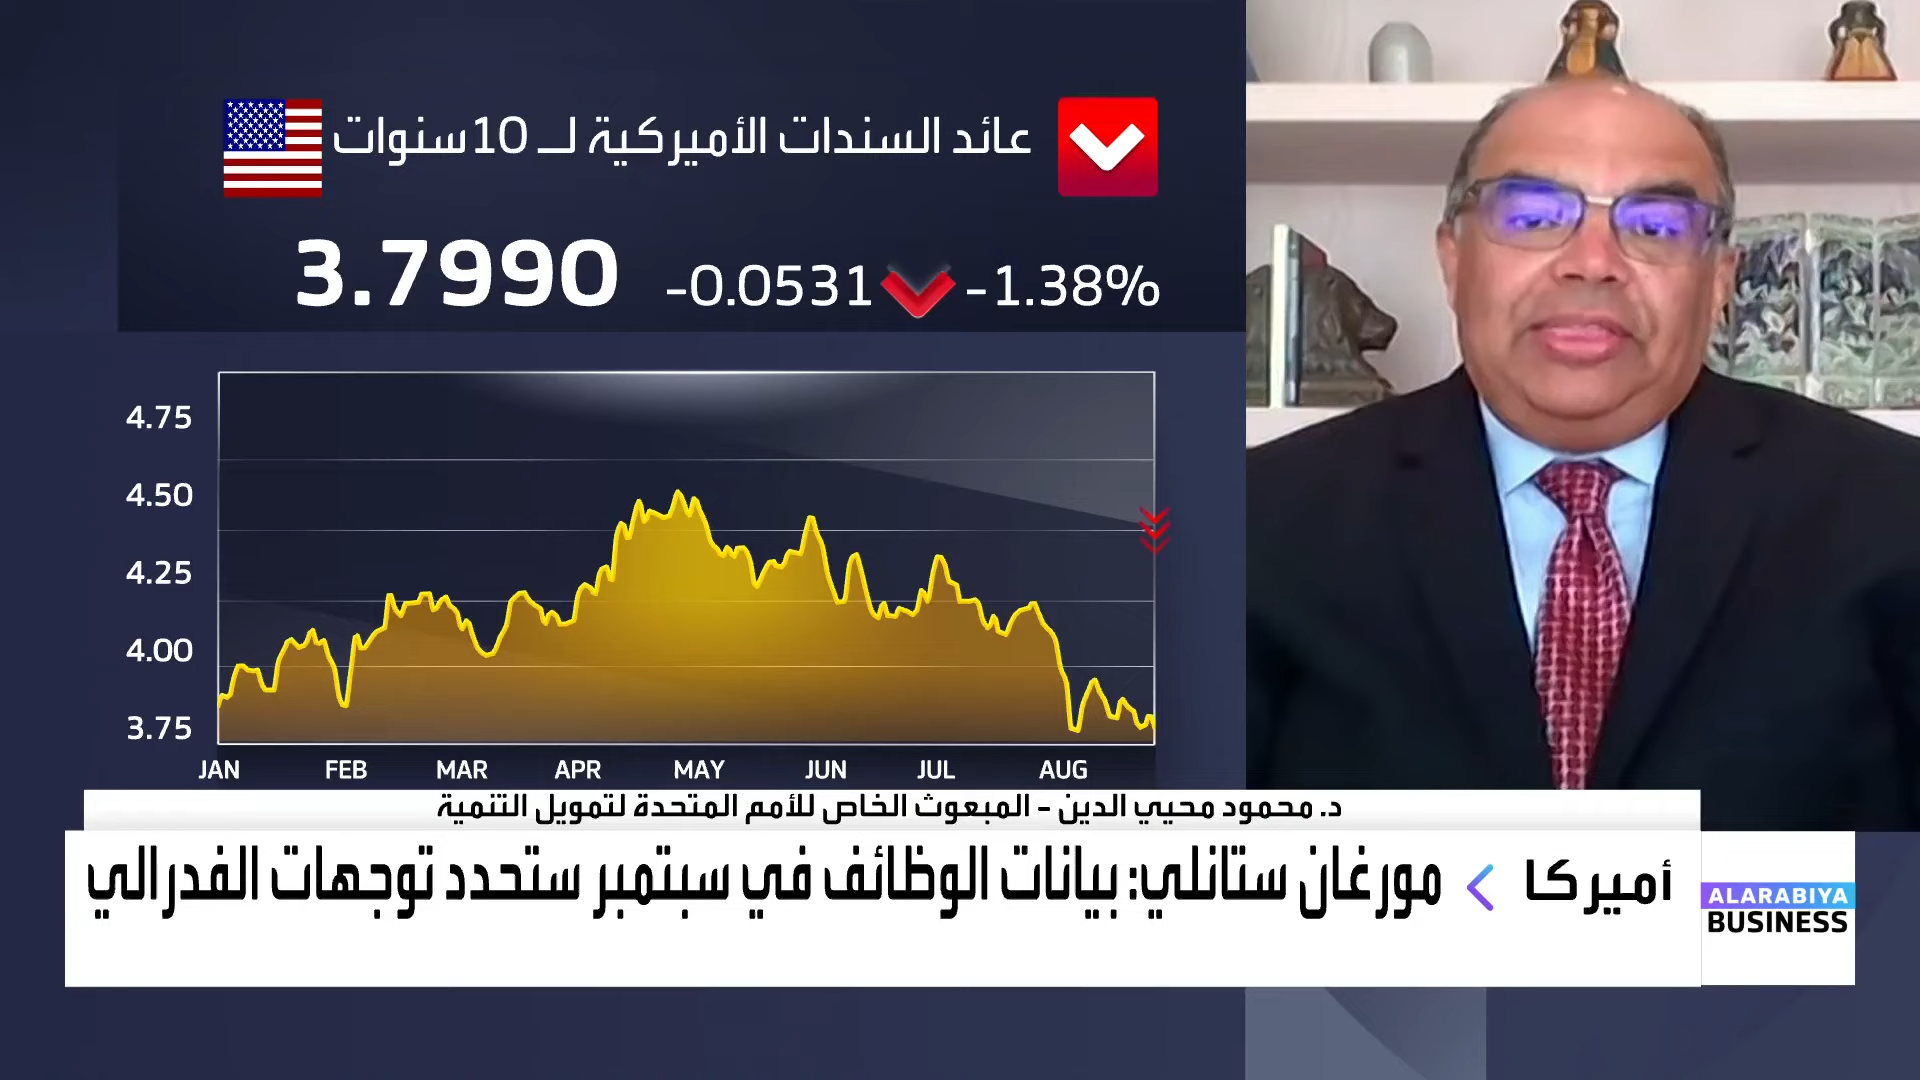 عائد السندات الأميركية لـ 10 سنوات
3.7990 -0.0531 -1.38%
4.75
4.50
4.25
4.00
3.75
JAN FEB MAR APR MAY JUN JUL AUG
د. محمود محيي الدين - المبعوث الخاص للأمم المتحدة لتمويل التنمية
أميركا > مورغان ستانلي: بيانات الوظائف في سبتمبر ستحدد توجهات الفدرالي
ALARABIYA
BUSINESS